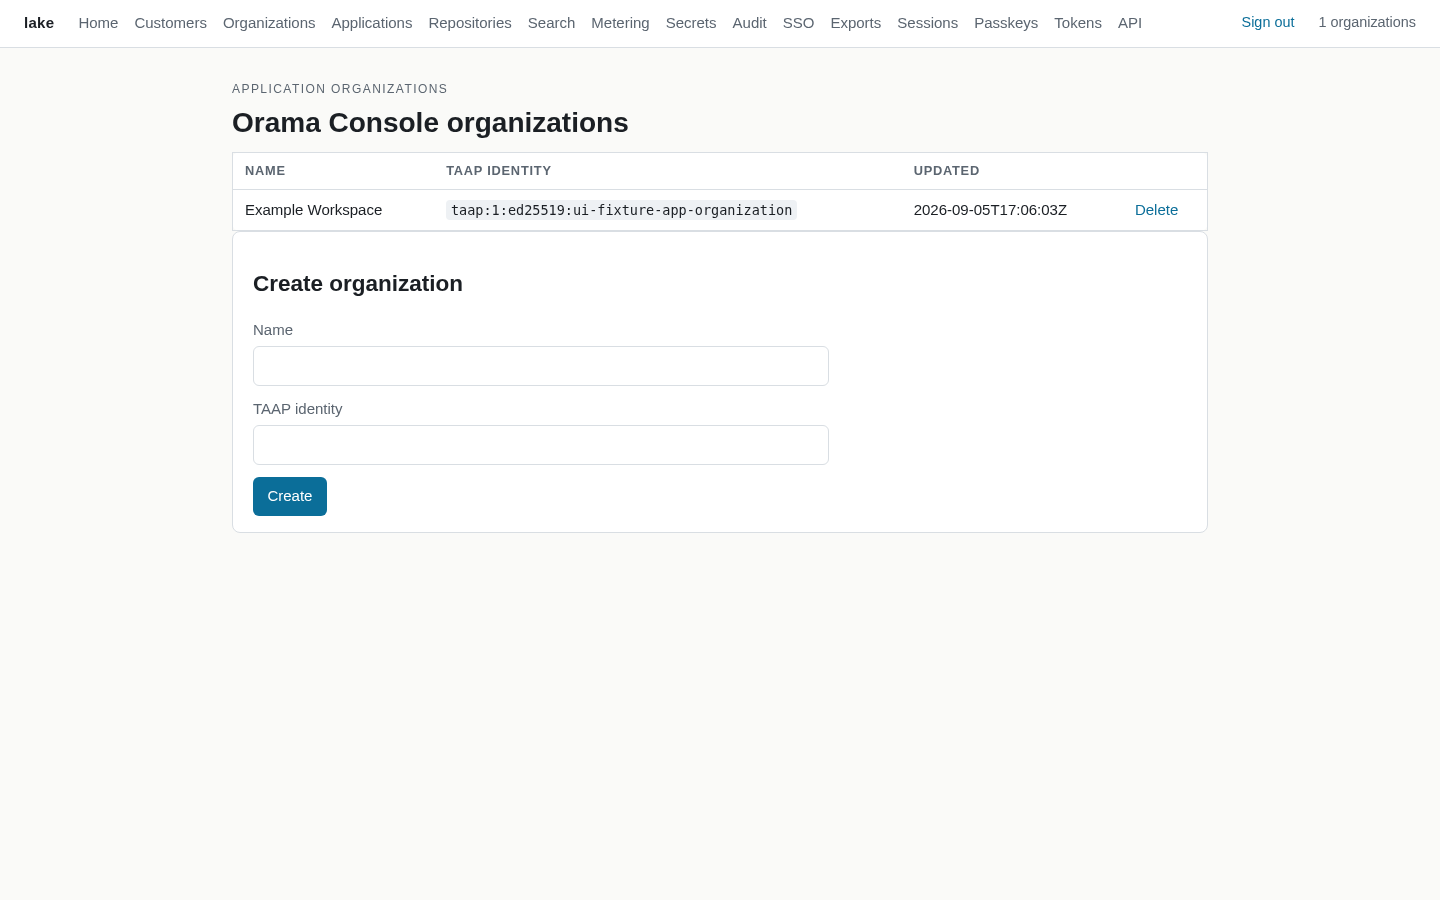 lake Home Customers Organizations Applications Repositories Search Metering Secrets Audit SSO Exports Sessions Passkeys Tokens API Sign out 1 organizations
APPLICATION ORGANIZATIONS
Orama Console organizations
NAME TAAP IDENTITY UPDATED
Example Workspace taap:1:ed25519:ui-fixture-app-organization 2026-09-05T17:06:03Z Delete
Create organization
Name
TAAP identity
Create